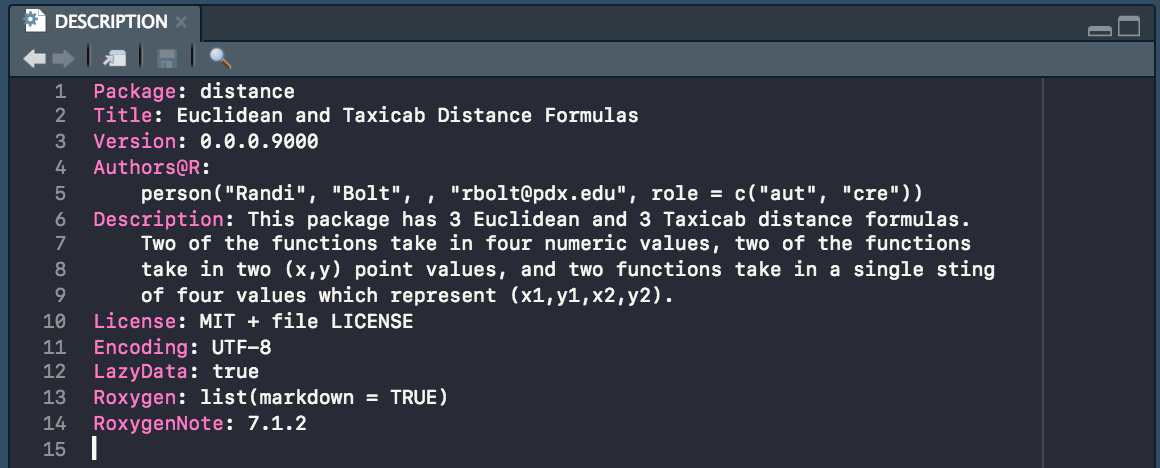 DESCRIPTION
1 Package: distance
2 Title: Euclidean and Taxicab Distance Formulas
3 Version: 0.0.0.9000
4 Authors@R:
5     person("Randi", "Bolt", , "rbolt@pdx.edu", role = c("aut", "cre"))
6 Description: This package has 3 Euclidean and 3 Taxicab distance formulas.
7     Two of the functions take in four numeric values, two of the functions
8     take in two (x,y) point values, and two functions take in a single sting
9     of four values which represent (x1,y1,x2,y2).
10 License: MIT + file LICENSE
11 Encoding: UTF-8
12 LazyData: true
13 Roxygen: list(markdown = TRUE)
14 RoxygenNote: 7.1.2
15